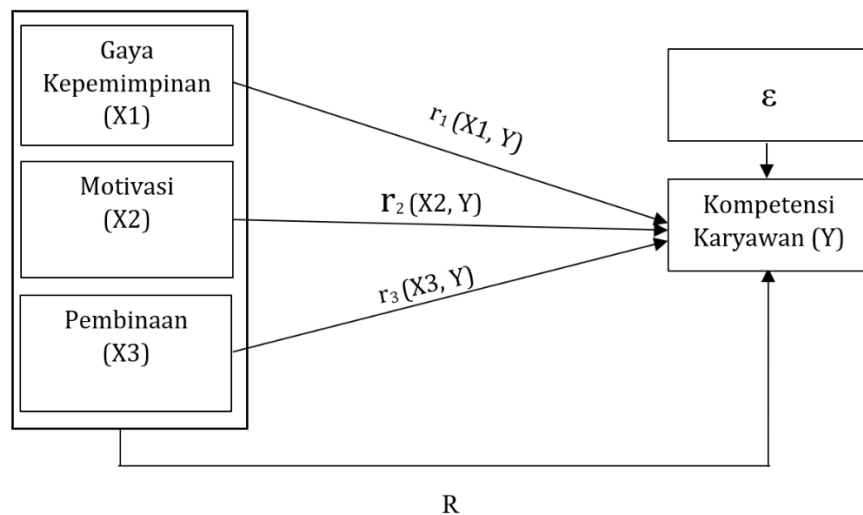 Gaya
Kepemimpinan
(X1)
Motivasi
(X2)
Pembinaan
(X3)
r₁ (X1, Y)
r₂ (X2, Y)
r₃ (X3, Y)
ε
Kompetensi
Karyawan (Y)
R